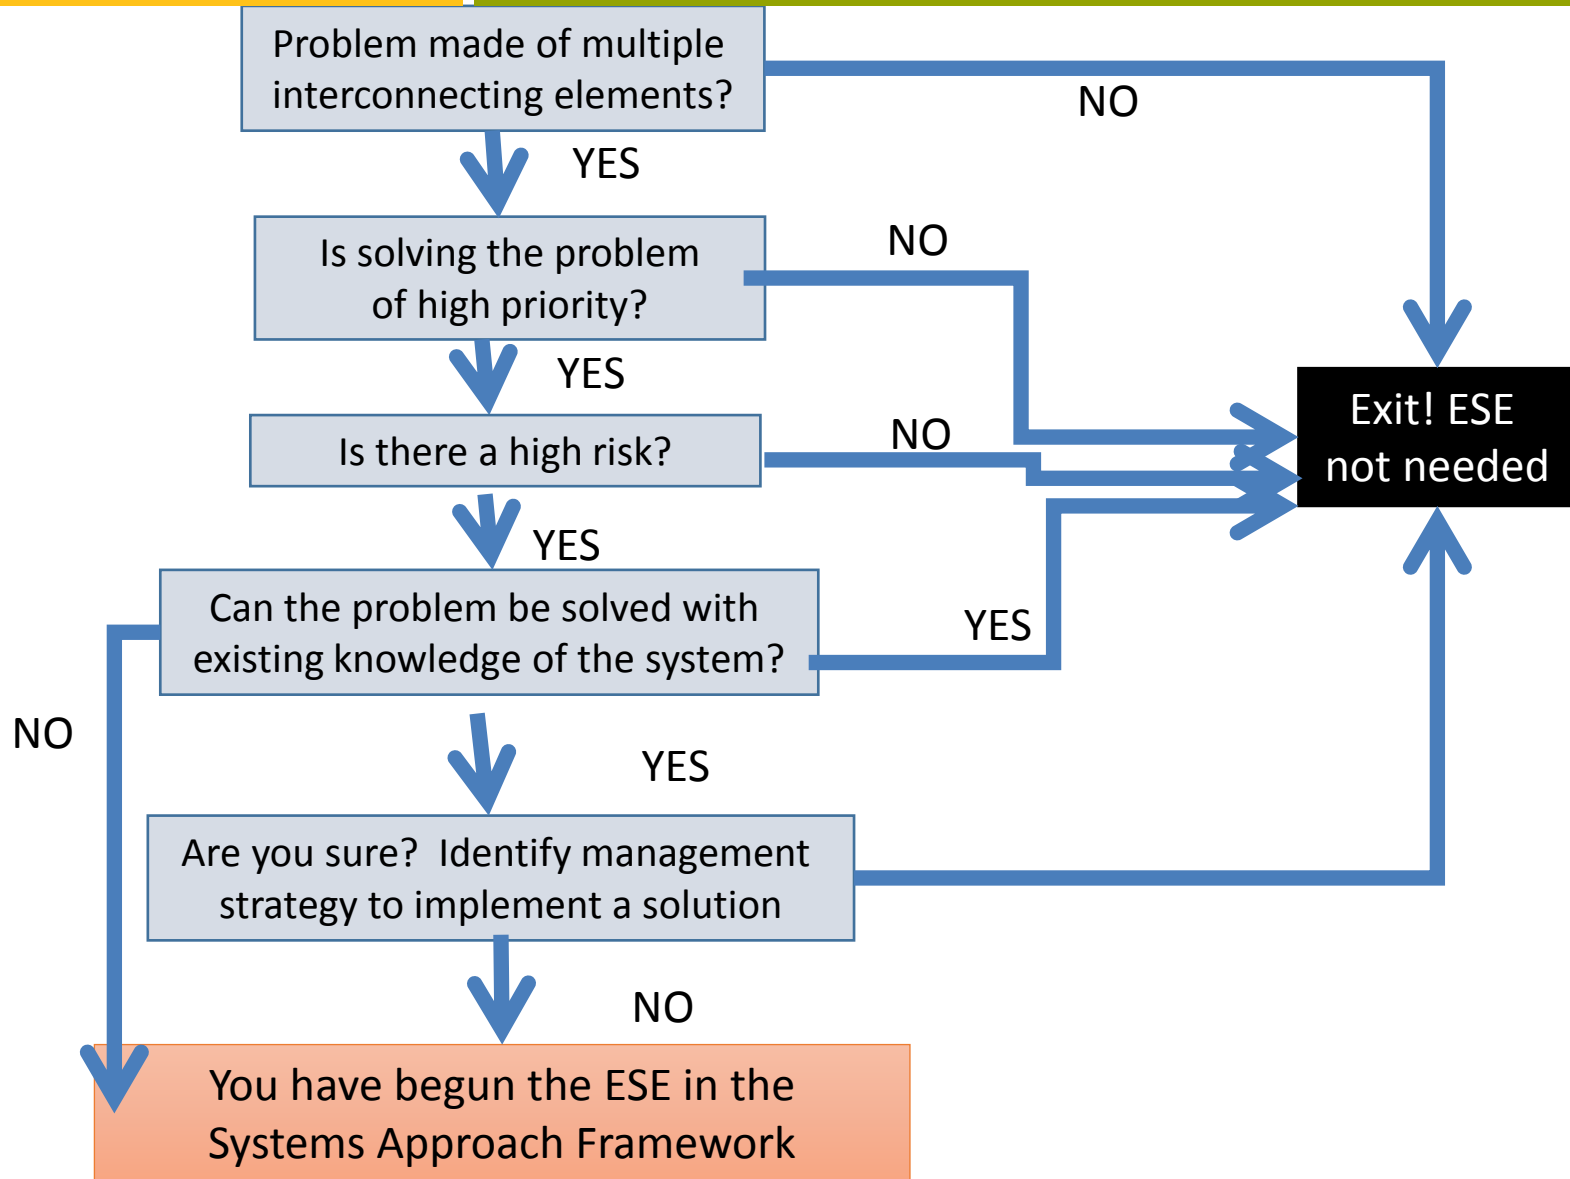 Problem made of multiple
interconnecting elements?
NO
YES
Is solving the problem
of high priority?
NO
YES
Is there a high risk?
NO
YES
Can the problem be solved with
existing knowledge of the system?
YES
NO
YES
Are you sure? Identify management
strategy to implement a solution
NO
Exit! ESE
not needed
You have begun the ESE in the
Systems Approach Framework